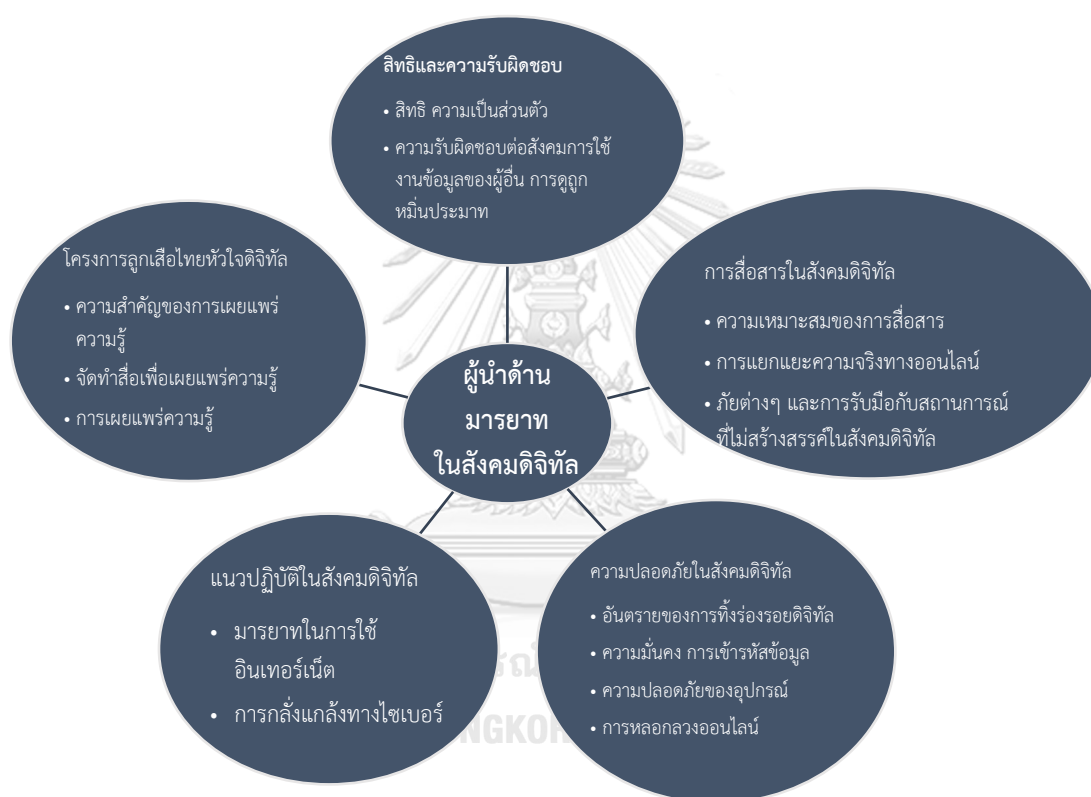 สิทธิและความรับผิดชอบ
• สิทธิ ความเป็นส่วนตัว
• ความรับผิดชอบต่อสังคมการใช้
งานข้อมูลของผู้อื่น การดูถูก
หมิ่นประมาท
การสื่อสารในสังคมดิจิทัล
• ความเหมาะสมของการสื่อสาร
• การแยกแยะความจริงทางออนไลน์
• ภัยต่างๆ และการรับมือกับสถานการณ์
ที่ไม่สร้างสรรค์ในสังคมดิจิทัล
ความปลอดภัยในสังคมดิจิทัล
• อันตรายของการทิ้งร่องรอยดิจิทัล
• ความมั่นคง การเข้ารหัสข้อมูล
• ความปลอดภัยของอุปกรณ์
• การหลอกลวงออนไลน์
แนวปฏิบัติในสังคมดิจิทัล
• มารยาทในการใช้
อินเทอร์เน็ต
• การกลั่งแกล้งทางไซเบอร์
โครงการลูกเสือไทยหัวใจดิจิทัล
• ความสำคัญของการเผยแพร่
ความรู้
• จัดทำสื่อเพื่อเผยแพร่ความรู้
• การเผยแพร่ความรู้
ผู้นำด้าน
มารยาท
ในสังคมดิจิทัล